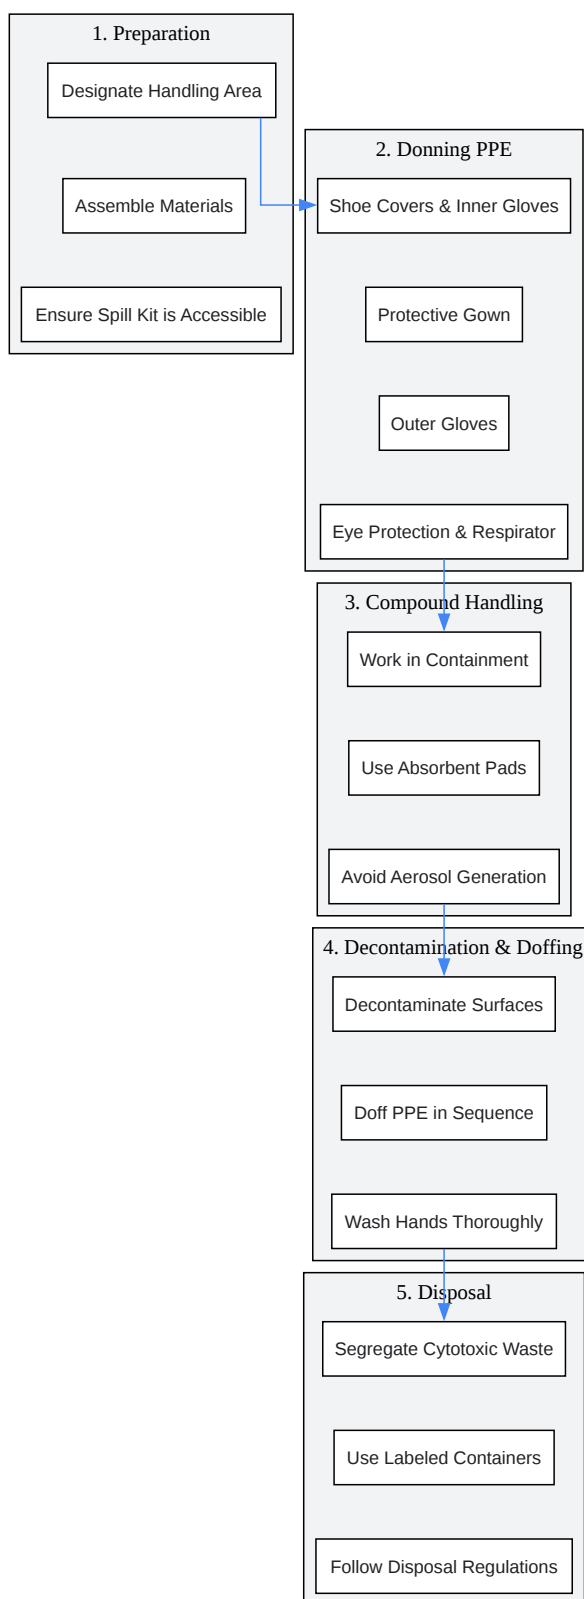 1. Preparation
Designate Handling Area
Assemble Materials
Ensure Spill Kit is Accessible
2. Donning PPE
Shoe Covers & Inner Gloves
Protective Gown
Outer Gloves
Eye Protection & Respirator
3. Compound Handling
Work in Containment
Use Absorbent Pads
Avoid Aerosol Generation
4. Decontamination & Doffing
Decontaminate Surfaces
Doff PPE in Sequence
Wash Hands Thoroughly
5. Disposal
Segregate Cytotoxic Waste
Use Labeled Containers
Follow Disposal Regulations